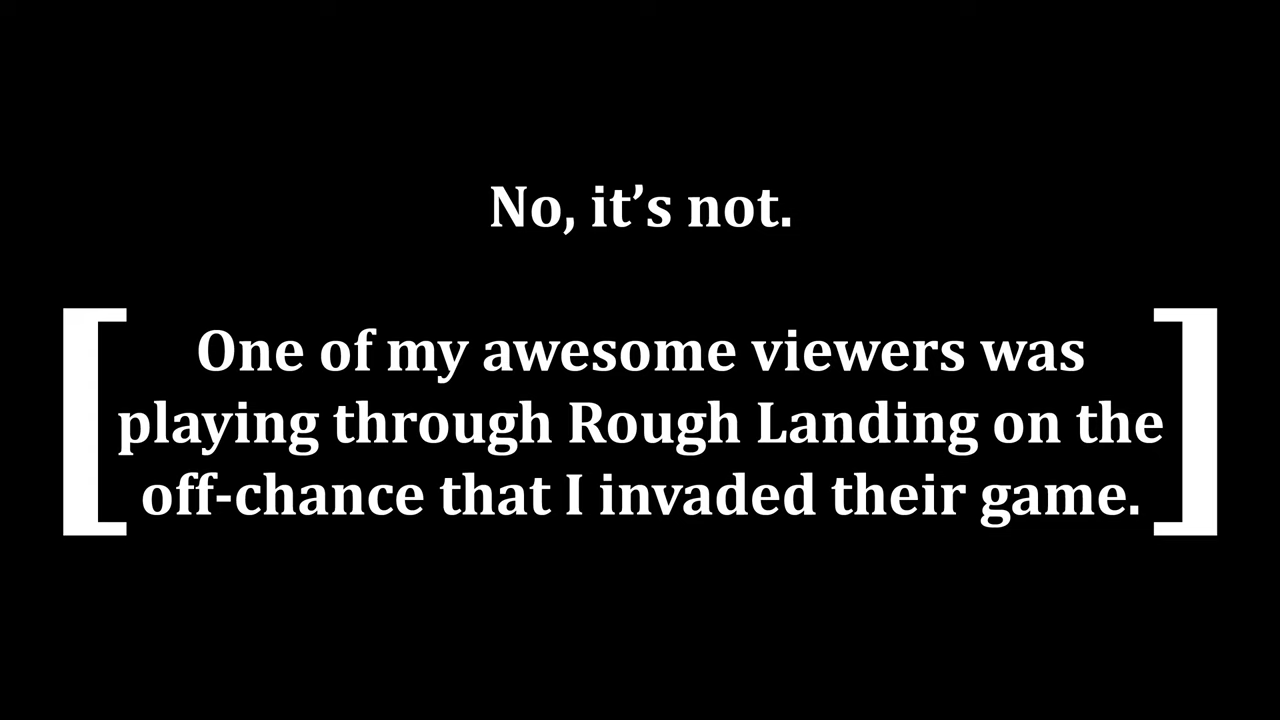 No, it’s not.
[One of my awesome viewers was
playing through Rough Landing on the
off-chance that I invaded their game.]